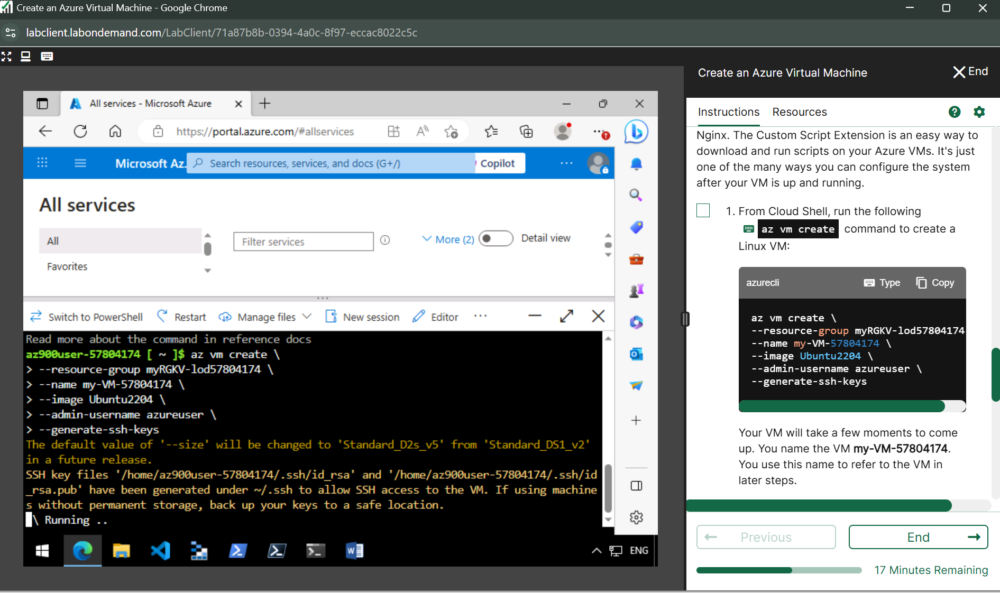 Create an Azure Virtual Machine - Google Chrome
labclient.labondemand.com/LabClient/71a87b8b-0394-4a0c-8f97-eccac8022c5c
All services - Microsoft Azure
https://portal.azure.com/#allservices
Microsoft Az.
Search resources, services, and docs (G+/)
Copilot
All services
All
Favorites
Filter services
More (2)
Detail view
Switch to PowerShell
Restart
Manage files
New session
Editor
Read more about the command in reference docs
az900user-57804174 [ ~ ]$ az vm create \
> --resource-group myRGKV-lod57804174 \
> --name my-VM-57804174 \
> --image Ubuntu2204 \
> --admin-username azureuser \
> --generate-ssh-keys
The default value of '--size' will be changed to 'Standard_D2s_v5' from 'Standard_DS1_v2'
in a future release.
SSH key files '/home/az900user-57804174/.ssh/id_rsa' and '/home/az900user-57804174/.ssh/id
_rsa.pub' have been generated under ~/.ssh to allow SSH access to the VM. If using machine
s without permanent storage, back up your keys to a safe location.
\ Running ..
ENG
Create an Azure Virtual Machine
End
Instructions
Resources
Nginx. The Custom Script Extension is an easy way to
download and run scripts on your Azure VMs. It's just
one of the many ways you can configure the system
after your VM is up and running.
1. From Cloud Shell, run the following
az vm create command to create a
Linux VM:
azurecli
Type
Copy
az vm create \
--resource-group myRGKV-lod57804174
--name my-VM-57804174 \
--image Ubuntu2204 \
--admin-username azureuser \
--generate-ssh-keys
Your VM will take a few moments to come
up. You name the VM my-VM-57804174.
You use this name to refer to the VM in
later steps.
Previous
End
17 Minutes Remaining